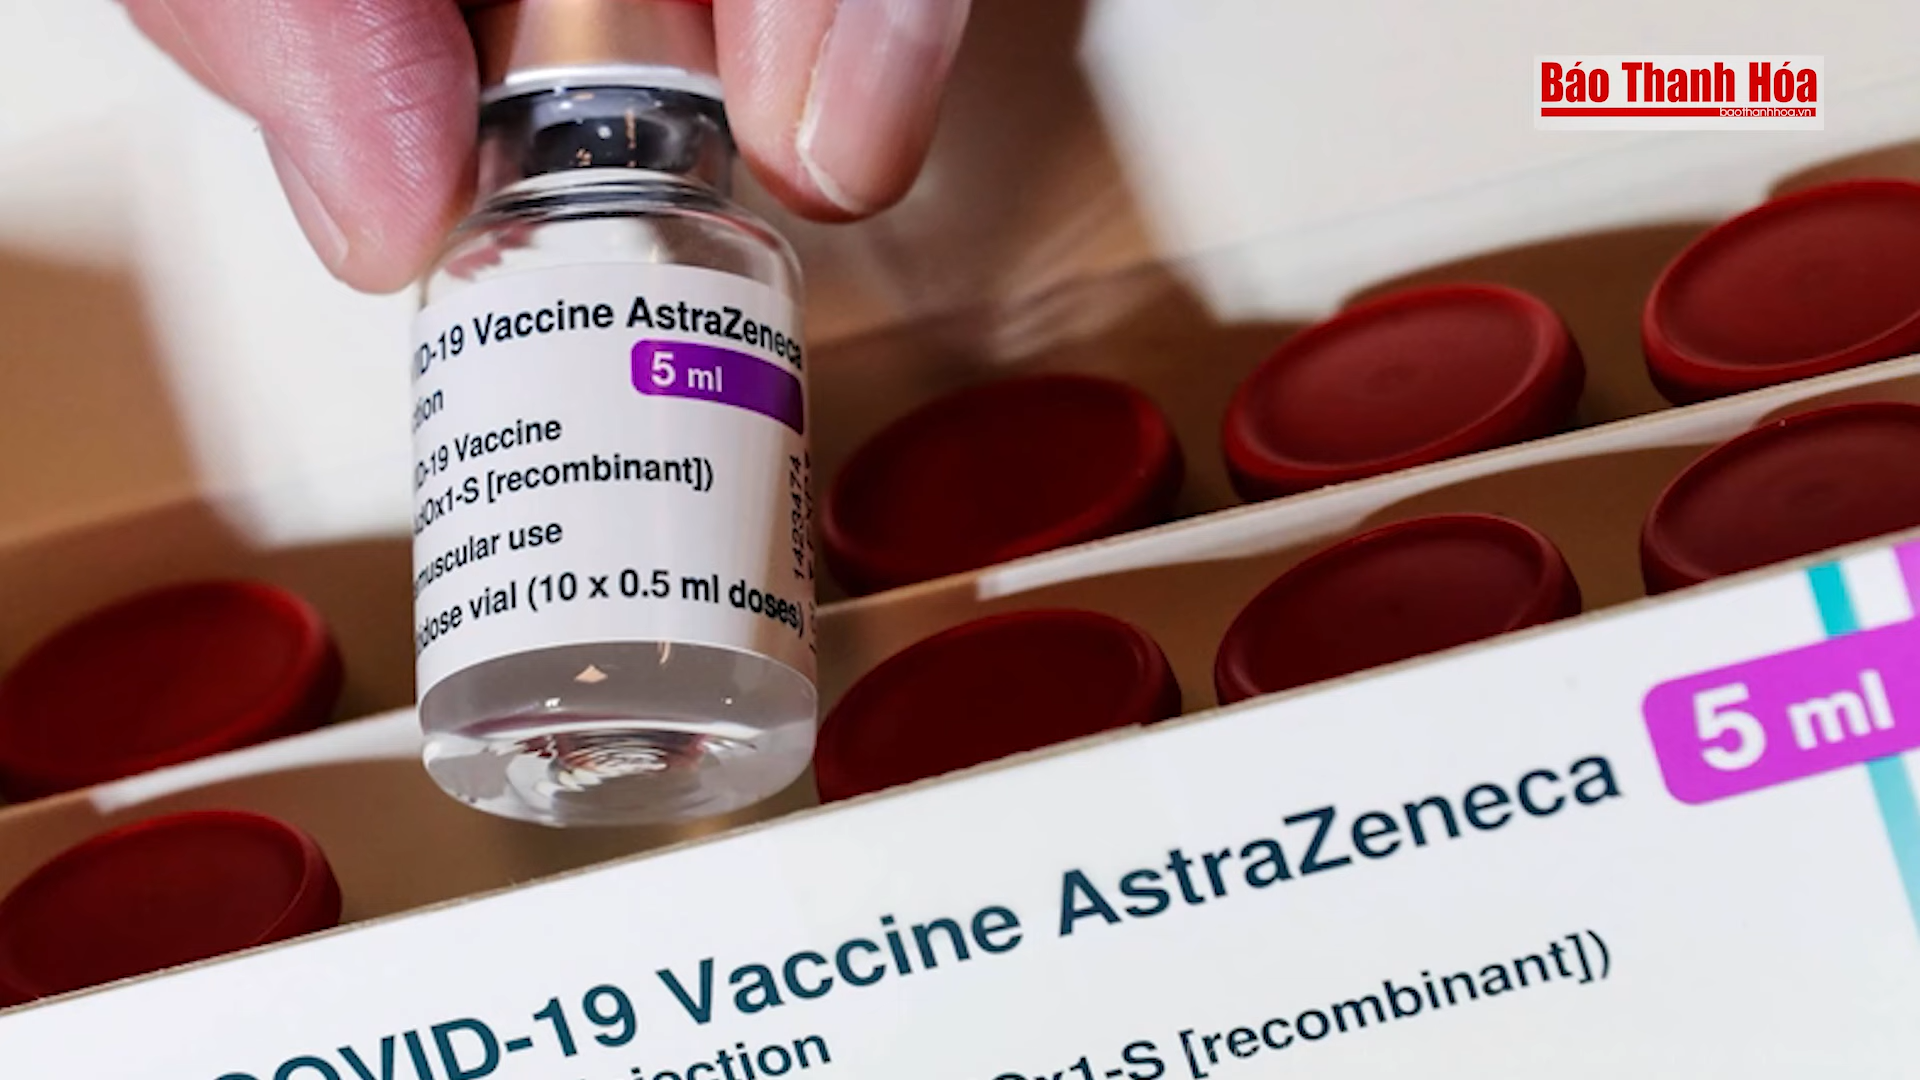 Báo Thanh Hóa
baothanhhoa.vn
D-19 Vaccine AstraZeneca
5 ml
D-19 Vaccine
Ox1-S [recombinant])
muscular use
dose vial (10 x 0.5 ml doses)
1423474
5 ml
COVID-19 Vaccine AstraZeneca
Ox1-S [recombinant])